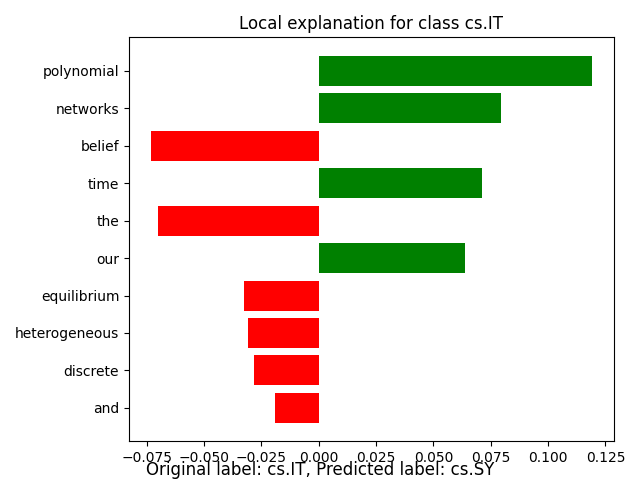 Local explanation for class cs.IT
polynomial
networks
belief
time
the
our
equilibrium
heterogeneous
discrete
and
−0.075 −0.050 −0.025 0.000 0.025 0.050 0.075 0.100 0.125
Original label: cs.IT, Predicted label: cs.SY